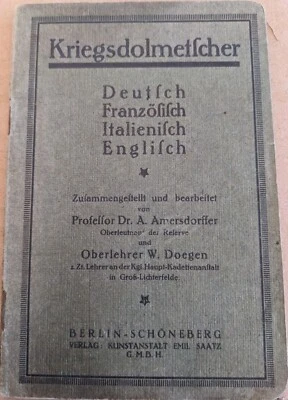 Kriegsdolmetſcher
Deutſch
Franzöſiſch
Italieniſch
Engliſch
Zuſammengeſtellt und bearbeitet
von
Profeſſor Dr. A. Amersdorffer
Oberleutnant der Reſerve
und
Oberlehrer W. Doegen
z. Zt. Lehrer an der Kgl. Haupt-Kadettenanſtalt
in Groß-Lichterfelde.
BERLIN-SCHÖNEBERG
VERLAG KUNSTANSTALT EMIL SAATZ
G.M.B.H.